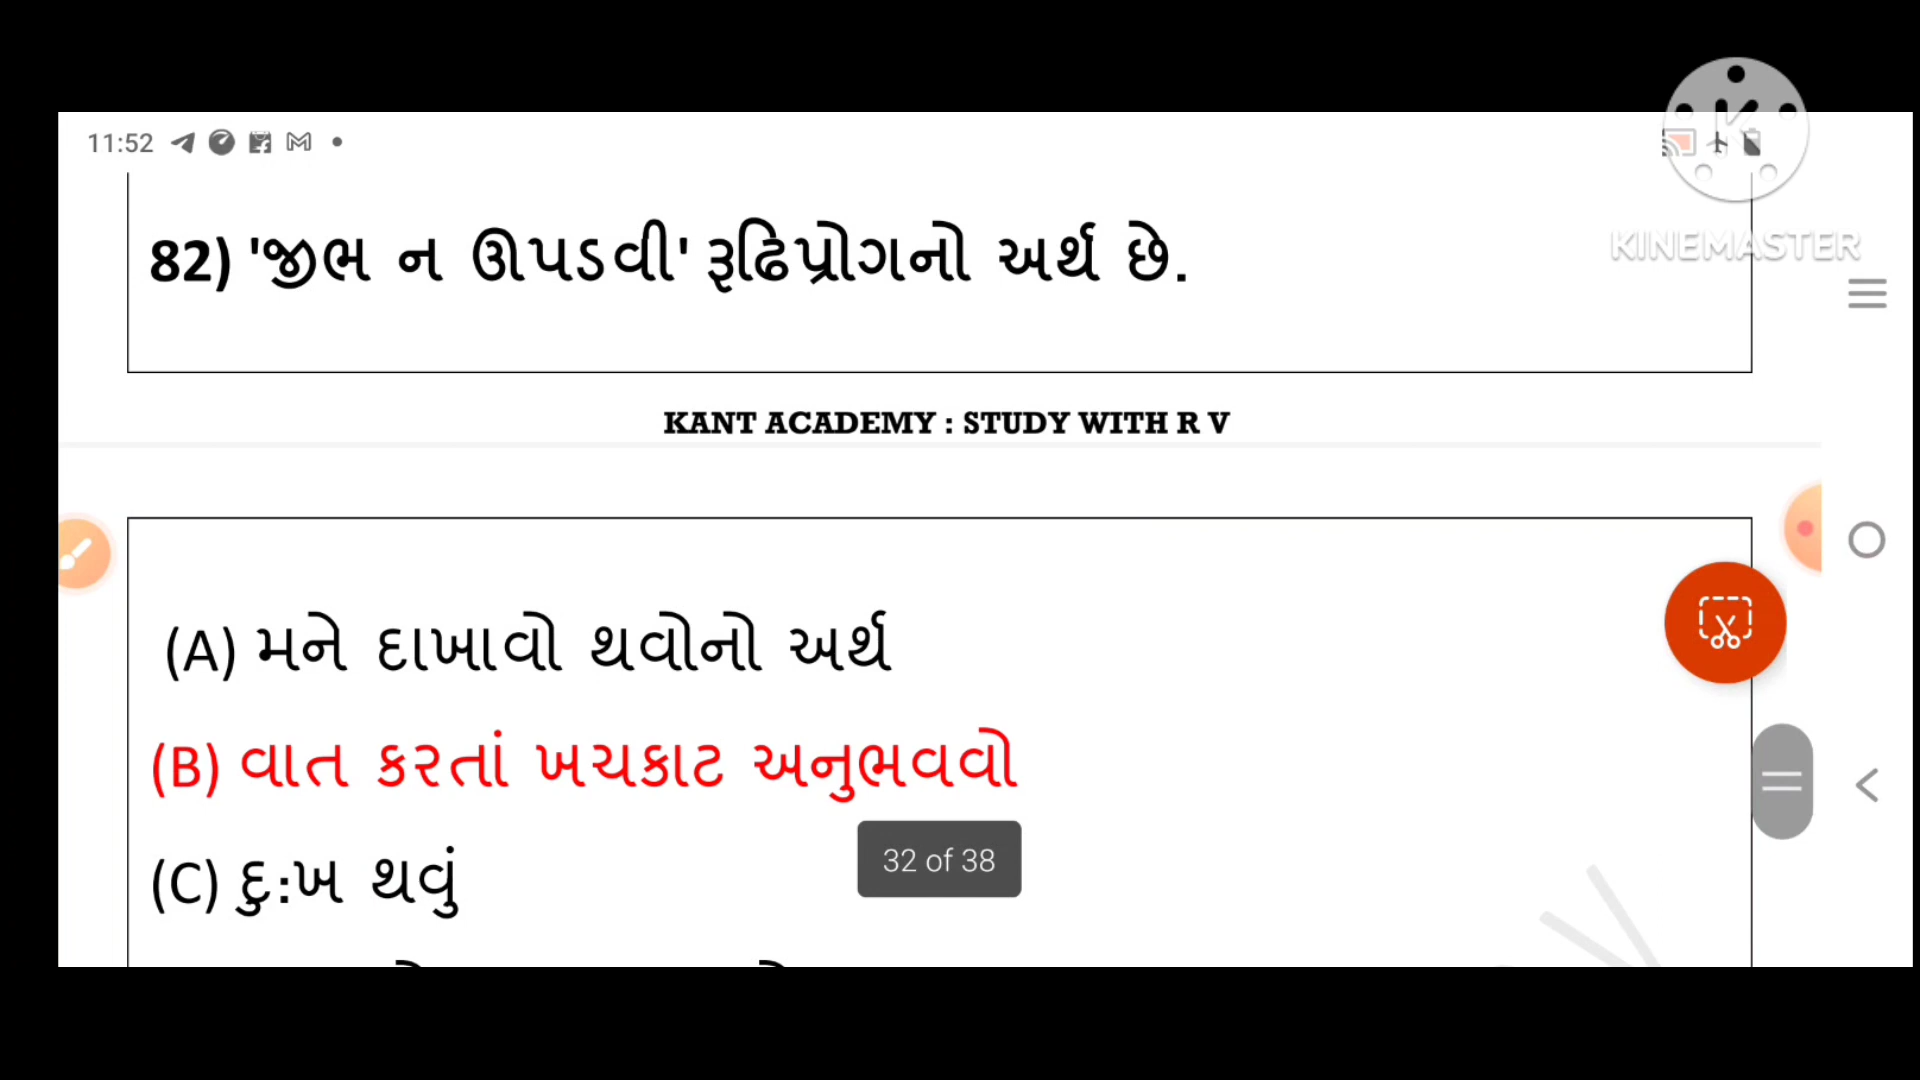 11:52
KINEMASTER
82) 'જીભ ન ઊપડવી' રૂઢિપ્રોગનો અર્થ છે.
KANT ACADEMY : STUDY WITH R V
(A) મને દાખાવો થવોનો અર્થ
(B) વાત કરતાં ખચકાટ અનુભવવો
(C) દુ:ખ થવું
32 of 38